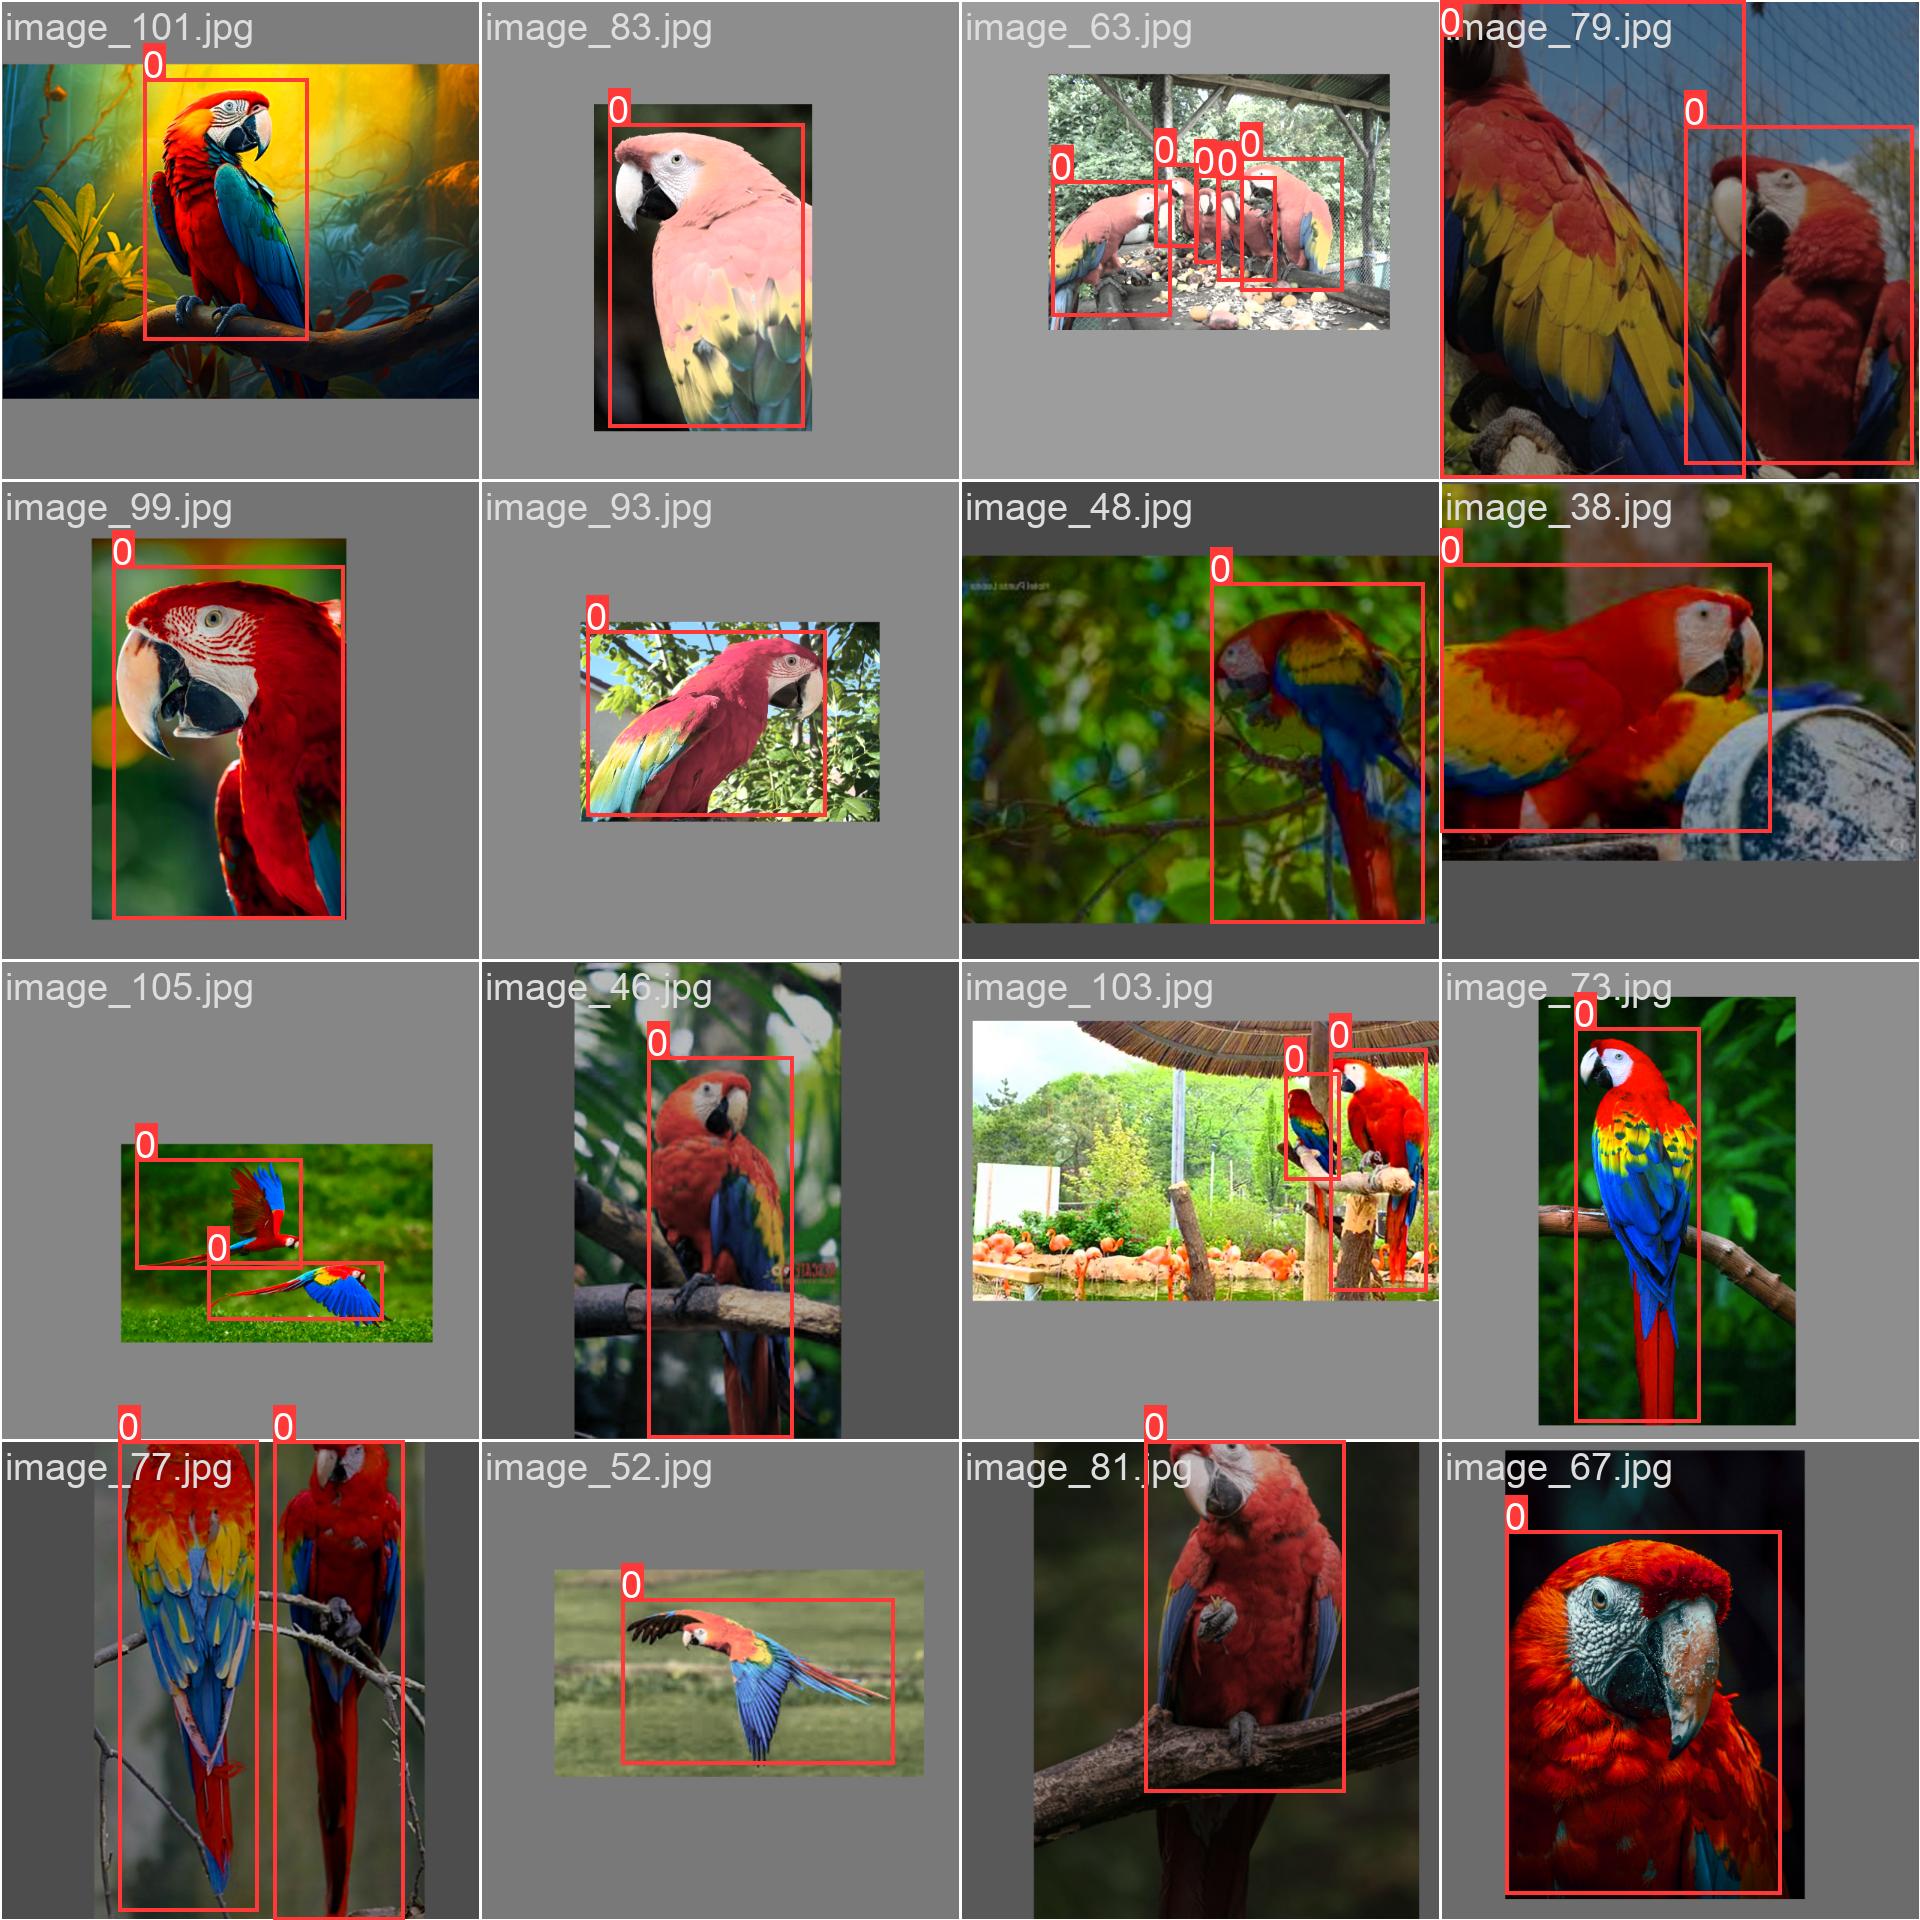 image_101.jpg
image_83.jpg
image_63.jpg
image_79.jpg
0
0
0 0 0 0 0
0 0
image_99.jpg
image_93.jpg
image_48.jpg
image_38.jpg
0
0
0
0
image_105.jpg
image_46.jpg
image_103.jpg
image_73.jpg
0 0
0
0 0
0
image_77.jpg
image_52.jpg
image_81.jpg
image_67.jpg
0 0
0
0
0